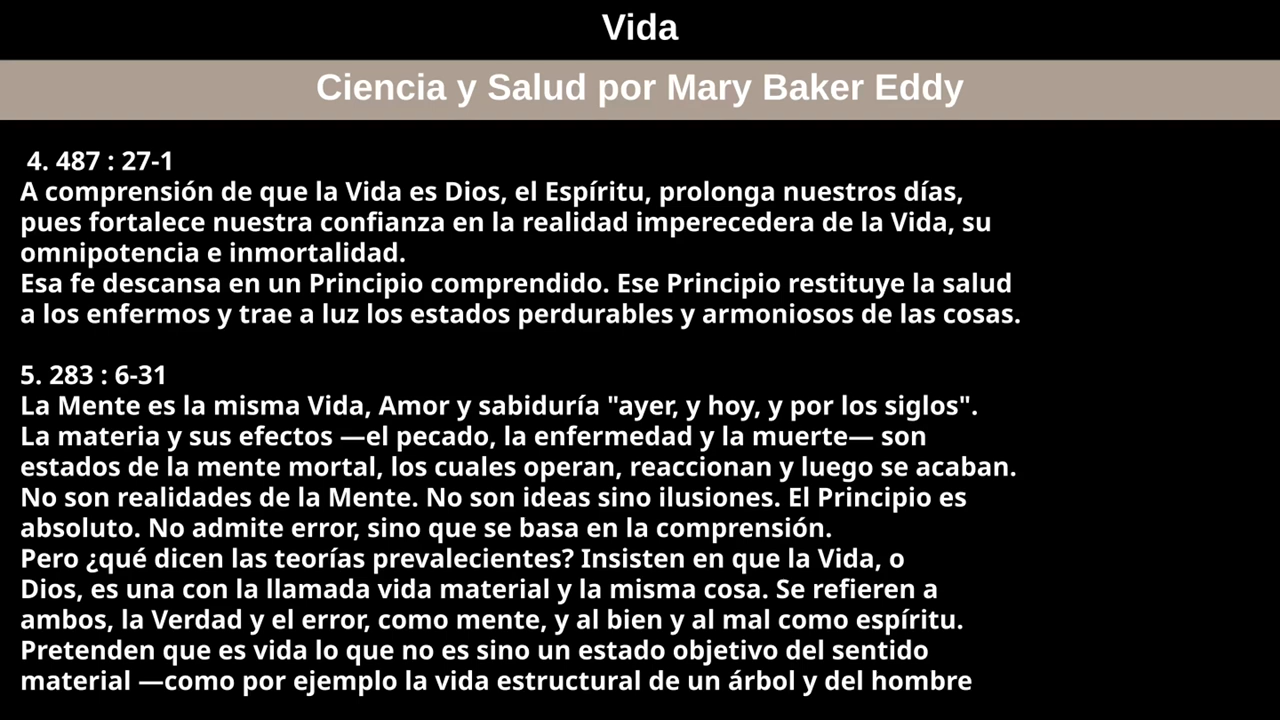 Vida
Ciencia y Salud por Mary Baker Eddy
4. 487 : 27-1
A comprensión de que la Vida es Dios, el Espíritu, prolonga nuestros días,
pues fortalece nuestra confianza en la realidad imperecedera de la Vida, su
omnipotencia e inmortalidad.
Esa fe descansa en un Principio comprendido. Ese Principio restituye la salud
a los enfermos y trae a luz los estados perdurables y armoniosos de las cosas.
5. 283 : 6-31
La Mente es la misma Vida, Amor y sabiduría "ayer, y hoy, y por los siglos".
La materia y sus efectos —el pecado, la enfermedad y la muerte— son
estados de la mente mortal, los cuales operan, reaccionan y luego se acaban.
No son realidades de la Mente. No son ideas sino ilusiones. El Principio es
absoluto. No admite error, sino que se basa en la comprensión.
Pero ¿qué dicen las teorías prevalecientes? Insisten en que la Vida, o
Dios, es una con la llamada vida material y la misma cosa. Se refieren a
ambos, la Verdad y el error, como mente, y al bien y al mal como espíritu.
Pretenden que es vida lo que no es sino un estado objetivo del sentido
material —como por ejemplo la vida estructural de un árbol y del hombre